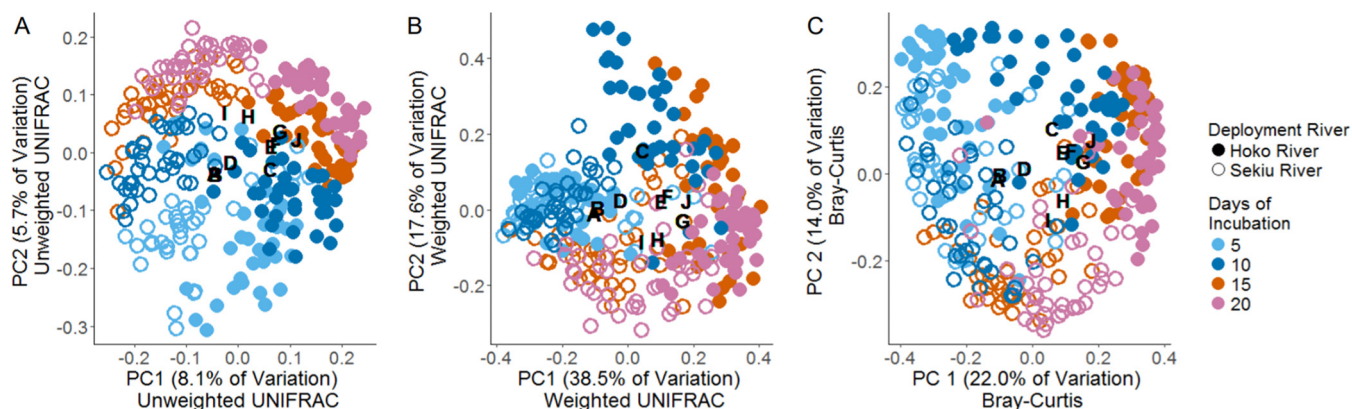 A
B
C
PC2 (5.7% of Variation)
Unweighted UNIFRAC
0.2
0.1
0.0
-0.1
-0.2
-0.3
I H
G
E J
D C
B
-0.2 -0.1 0.0 0.1 0.2
PC1 (8.1% of Variation)
Unweighted UNIFRAC
PC2 (17.6% of Variation)
Weighted UNIFRAC
0.4
0.2
0.0
-0.2
C
F
D E J
B
A G
I H
-0.4 -0.2 0.0 0.2 0.4
PC1 (38.5% of Variation)
Weighted UNIFRAC
PC 2 (14.0% of Variation)
Bray-Curtis
0.2
0.0
-0.2
C
J
E F
G
D
B
A
H
I
-0.2 0.0 0.2 0.4
PC 1 (22.0% of Variation)
Bray-Curtis
Deployment River
Hoko River
Sekiu River
Days of
Incubation
5
10
15
20